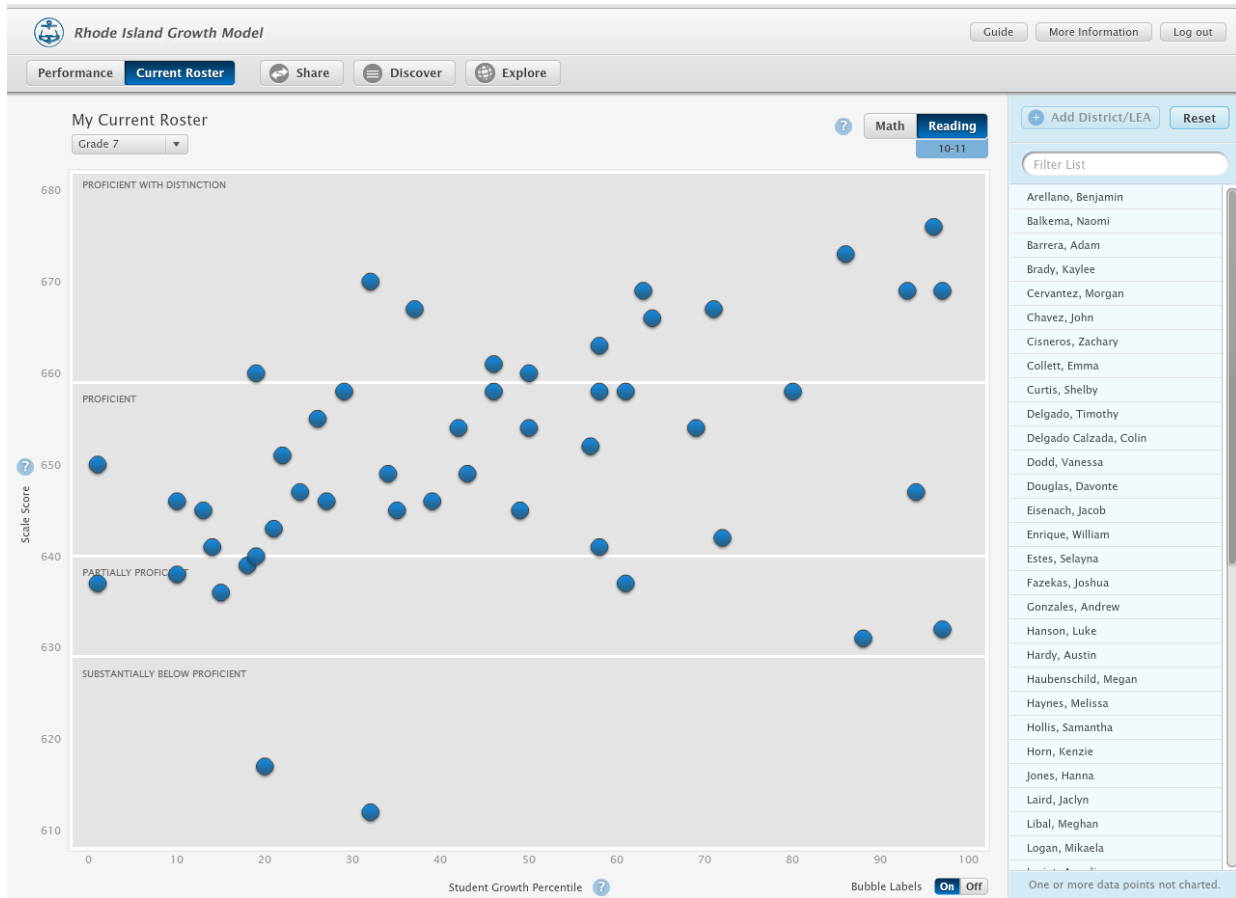 Rhode Island Growth Model
Guide
More Information
Log out
Performance
Current Roster
Share
Discover
Explore
My Current Roster
Grade 7
?
Math
Reading
10-11
Add District/LEA
Reset
Filter List
PROFICIENT WITH DISTINCTION
PROFICIENT
PARTIALLY PROFICIENT
SUBSTANTIALLY BELOW PROFICIENT
680
670
660
650
640
630
620
610
?
Scale Score
0 10 20 30 40 50 60 70 80 90 100
Student Growth Percentile ?
Bubble Labels On Off
Arellano, Benjamin
Balkema, Naomi
Barrera, Adam
Brady, Kaylee
Cervantez, Morgan
Chavez, John
Cisneros, Zachary
Collett, Emma
Curtis, Shelby
Delgado, Timothy
Delgado Calzada, Colin
Dodd, Vanessa
Douglas, Davonte
Eisenach, Jacob
Enrique, William
Estes, Selayna
Fazekas, Joshua
Gonzales, Andrew
Hanson, Luke
Hardy, Austin
Haubenschild, Megan
Haynes, Melissa
Hollis, Samantha
Horn, Kenzie
Jones, Hanna
Laird, Jaclyn
Libal, Meghan
Logan, Mikaela
One or more data points not charted.